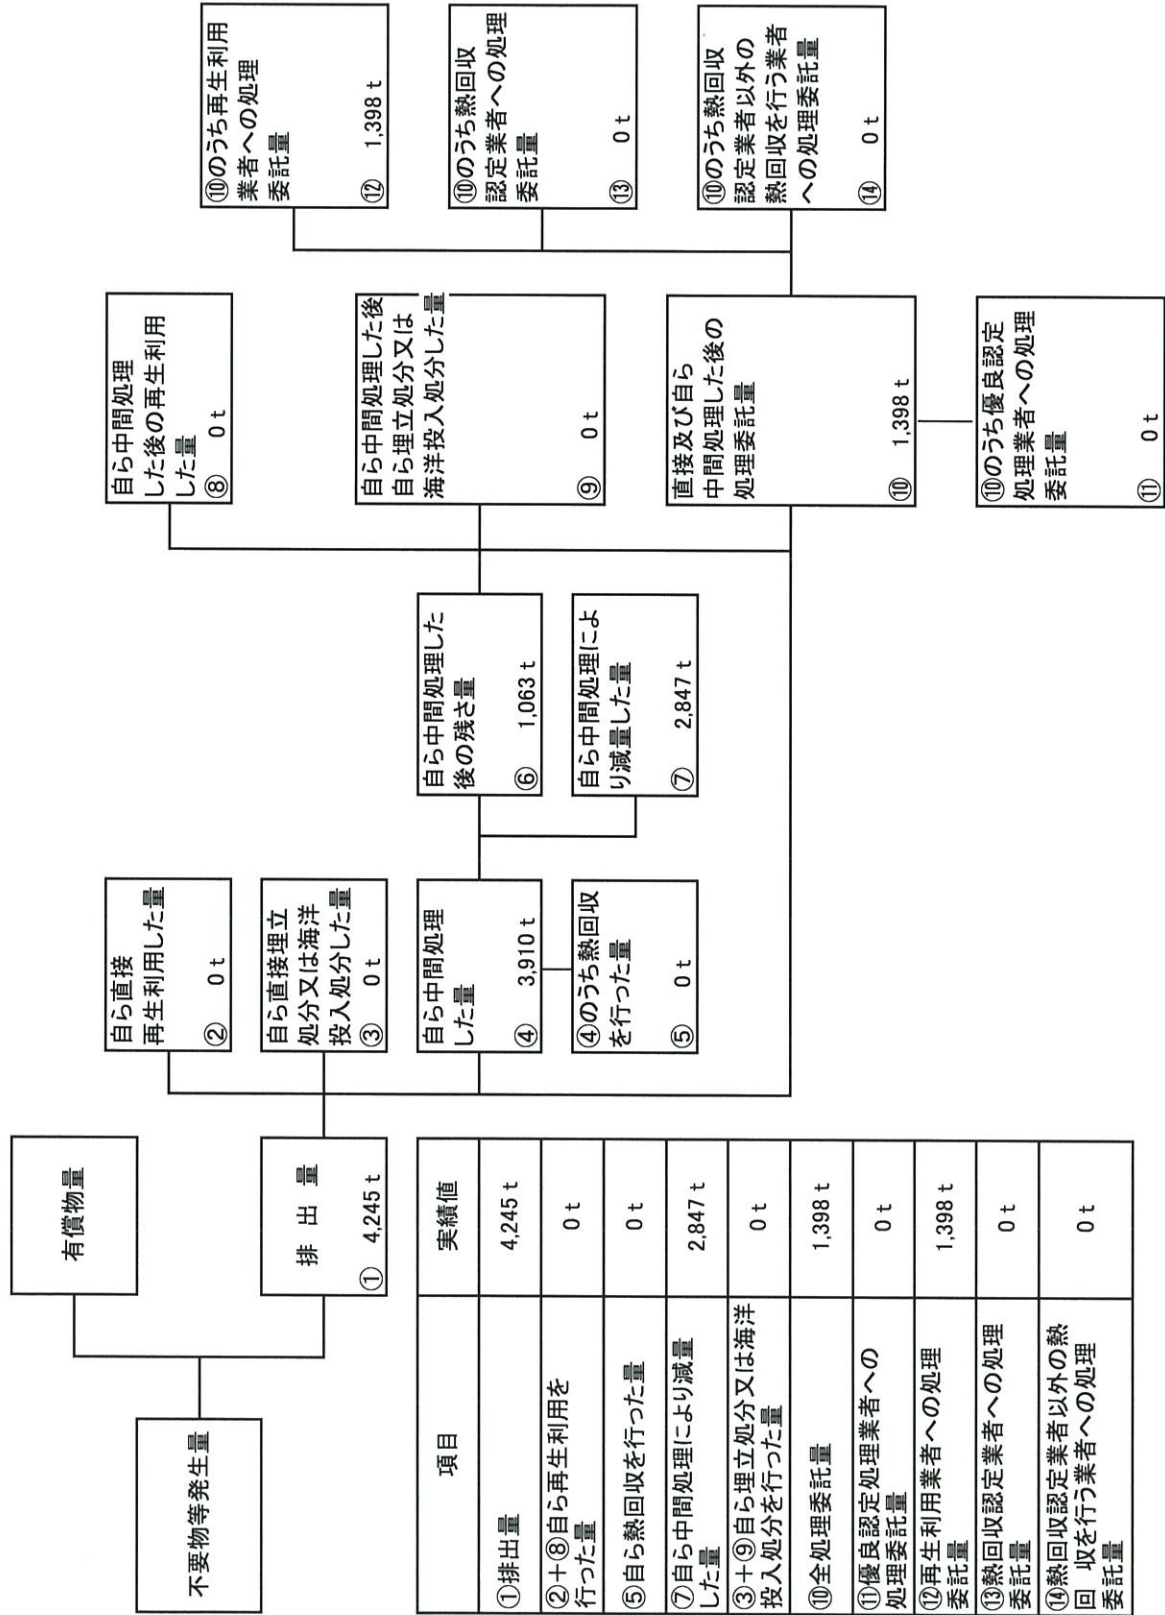 不要物等発生量
有償物量
排 出 量
① 4,245 t
自ら直接
再生利用した量
② 0 t
自ら直接埋立
処分又は海洋
投入処分した量
③ 0 t
自ら中間処理
した量
④ 3,910 t
④のうち熱回収
を行った量
⑤ 0 t
自ら中間処理した
後の残さ量
⑥ 1,063 t
自ら中間処理によ
り減量した量
⑦ 2,847 t
自ら中間処理
した後の再生利用
した量
⑧ 0 t
自ら中間処理した後
自ら埋立処分又は
海洋投入処分した量
⑨ 0 t
直接及び自ら
中間処理した後の
処理委託量
⑩ 1,398 t
⑩のうち優良認定
処理業者への処理
委託量
⑪ 0 t
⑩のうち再生利用
業者への処理
委託量
⑫ 1,398 t
⑩のうち熱回収
認定業者への処理
委託量
⑬ 0 t
⑩のうち熱回収
認定業者以外の
熱回収を行う業者
への処理委託量
⑭ 0 t
項目 実績値
①排出量 4,245 t
②+⑧自ら再生利用を
行った量 0 t
⑤自ら熱回収を行った量 0 t
⑦自ら中間処理により減量
した量 2,847 t
③+⑨自ら埋立処分又は海洋
投入処分を行った量 0 t
⑩全処理委託量 1,398 t
⑪優良認定処理業者への
処理委託量 0 t
⑫再生利用業者への処理
委託量 1,398 t
⑬熱回収認定業者への処理
委託量 0 t
⑭熱回収認定業者以外の熱
回 収を行う業者への処理
委託量 0 t